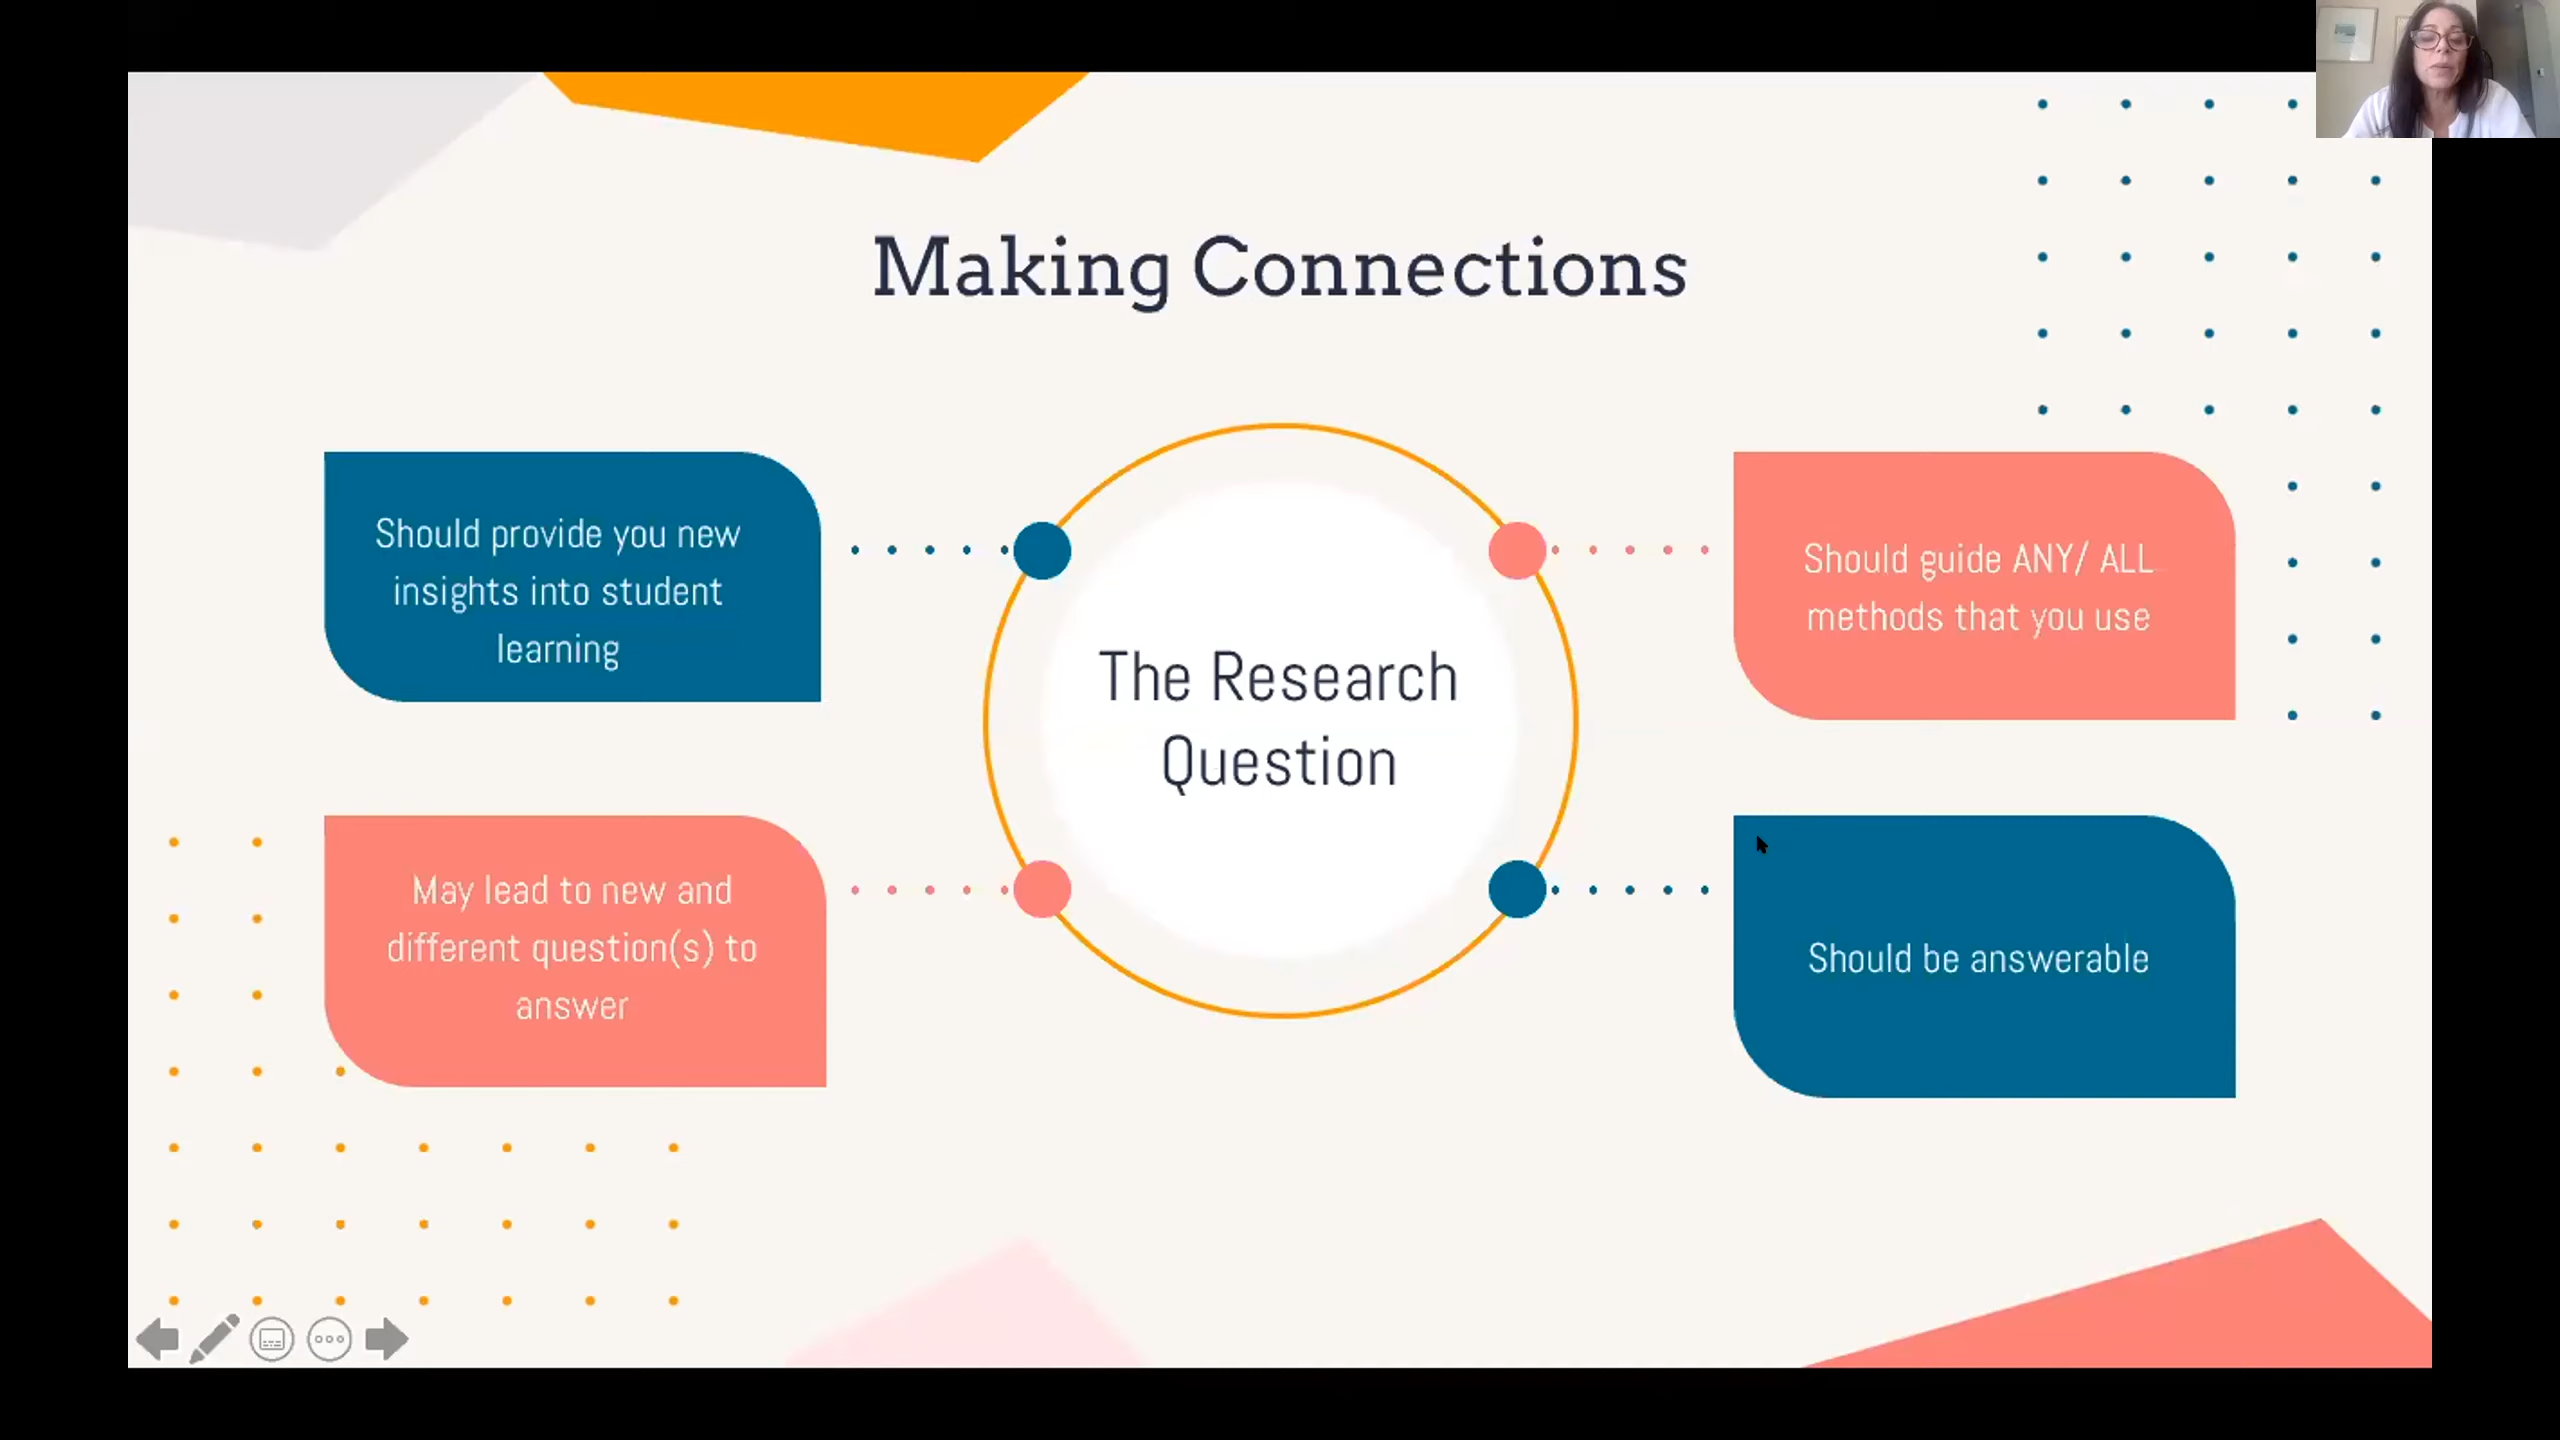 Making Connections
Should provide you new
insights into student
learning
Should guide ANY/ ALL
methods that you use
The Research
Question
May lead to new and
different question(s) to
answer
Should be answerable